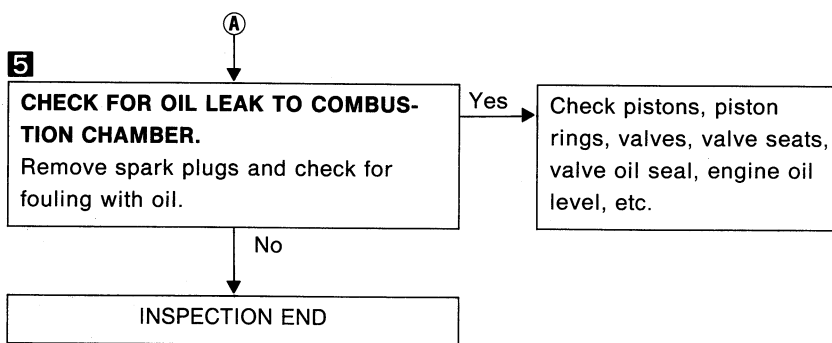 Ⓐ
5
CHECK FOR OIL LEAK TO COMBUS-
TION CHAMBER.
Remove spark plugs and check for
fouling with oil.
Yes
Check pistons, piston
rings, valves, valve seats,
valve oil seal, engine oil
level, etc.
No
INSPECTION END